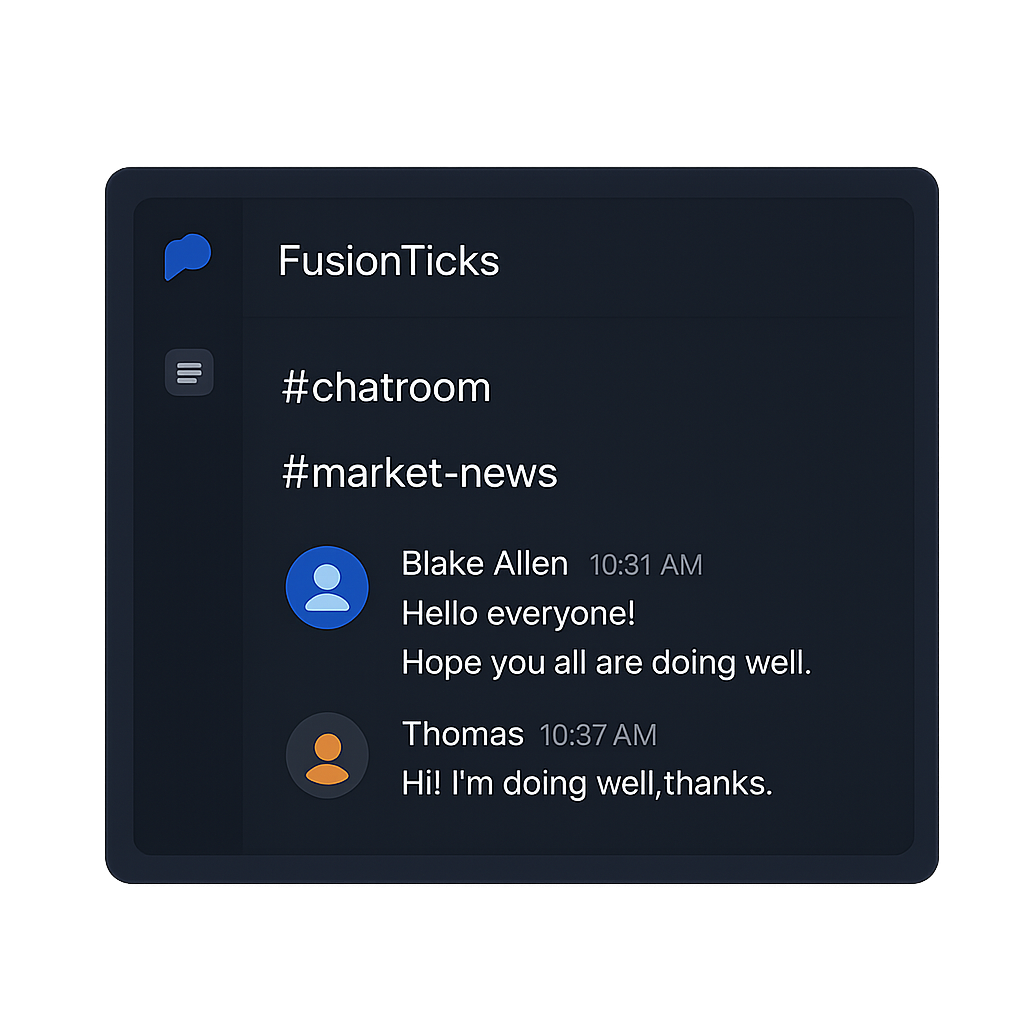 FusionTicks
#chatroom
#market-news
Blake Allen 10:31 AM
Hello everyone!
Hope you all are doing well.
Thomas 10:37 AM
Hi! I'm doing well,thanks.